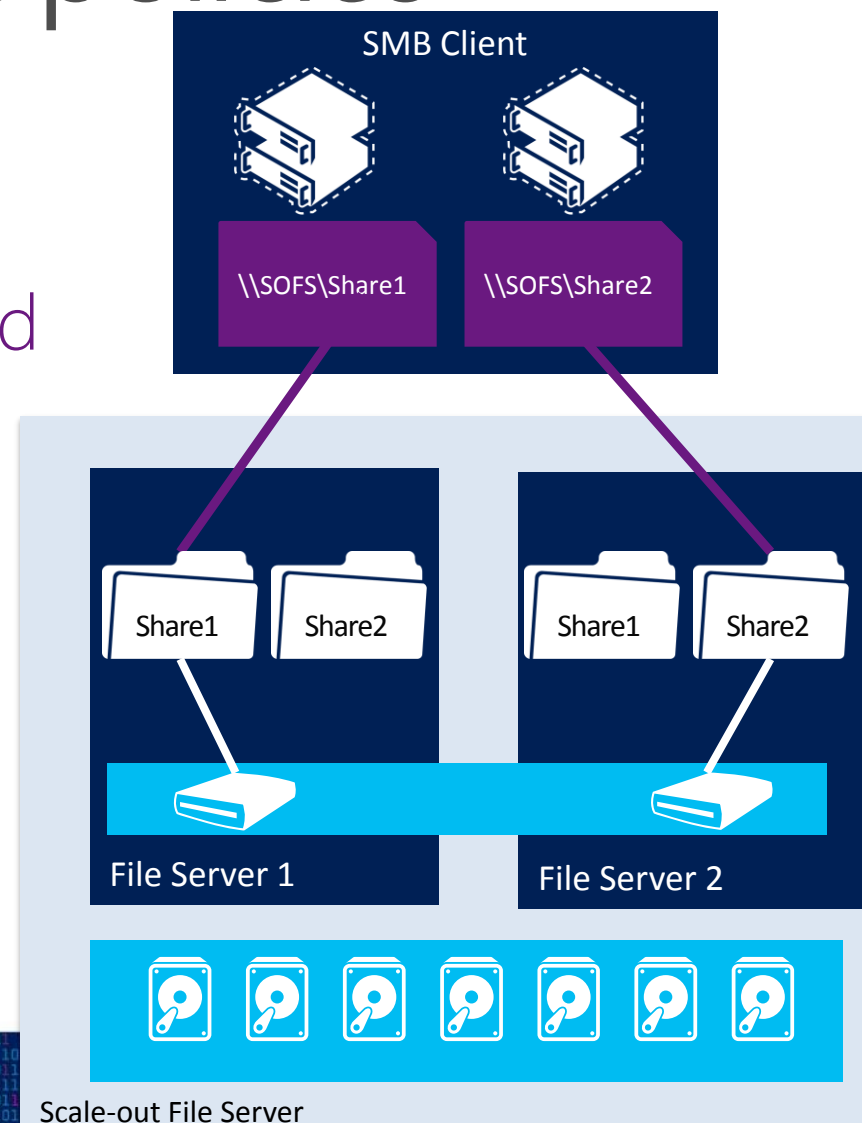 SMB Client
\\SOFS\Share1
\\SOFS\Share2
d
Share1
Share2
Share1
Share2
File Server 1
File Server 2
Scale-out File Server